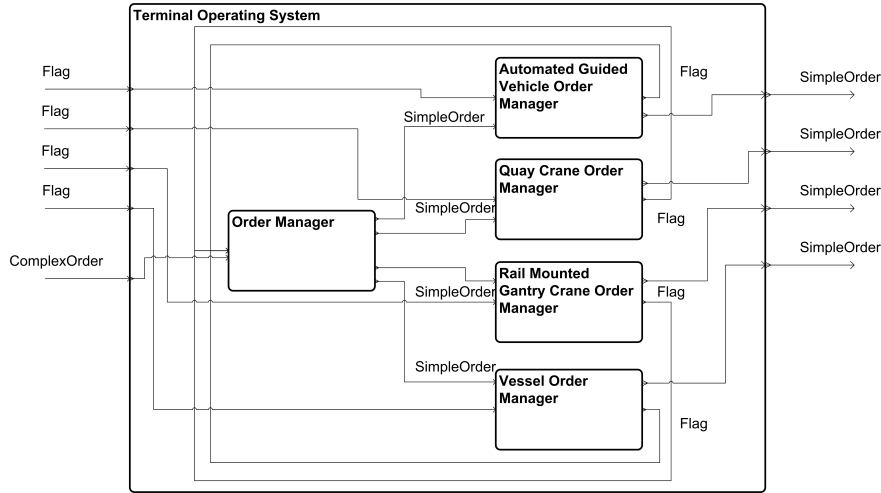 Terminal Operating System
Flag
Flag
Flag
Flag
ComplexOrder
Order Manager
SimpleOrder
SimpleOrder
SimpleOrder
SimpleOrder
Automated Guided
Vehicle Order
Manager
Quay Crane Order
Manager
Rail Mounted
Gantry Crane Order
Manager
Vessel Order
Manager
Flag
Flag
Flag
Flag
SimpleOrder
SimpleOrder
SimpleOrder
SimpleOrder